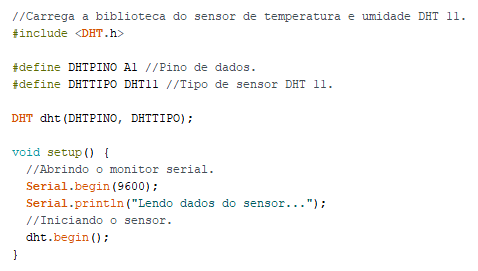 //Carrega a biblioteca do sensor de temperatura e umidade DHT 11.
#include <DHT.h>
#define DHTPINO A1 //Pino de dados.
#define DHTTIPO DHT11 //Tipo de sensor DHT 11.
DHT dht(DHTPINO, DHTTIPO);
void setup() {
//Abrindo o monitor serial.
Serial.begin(9600);
Serial.println("Lendo dados do sensor...");
//Iniciando o sensor.
dht.begin();
}